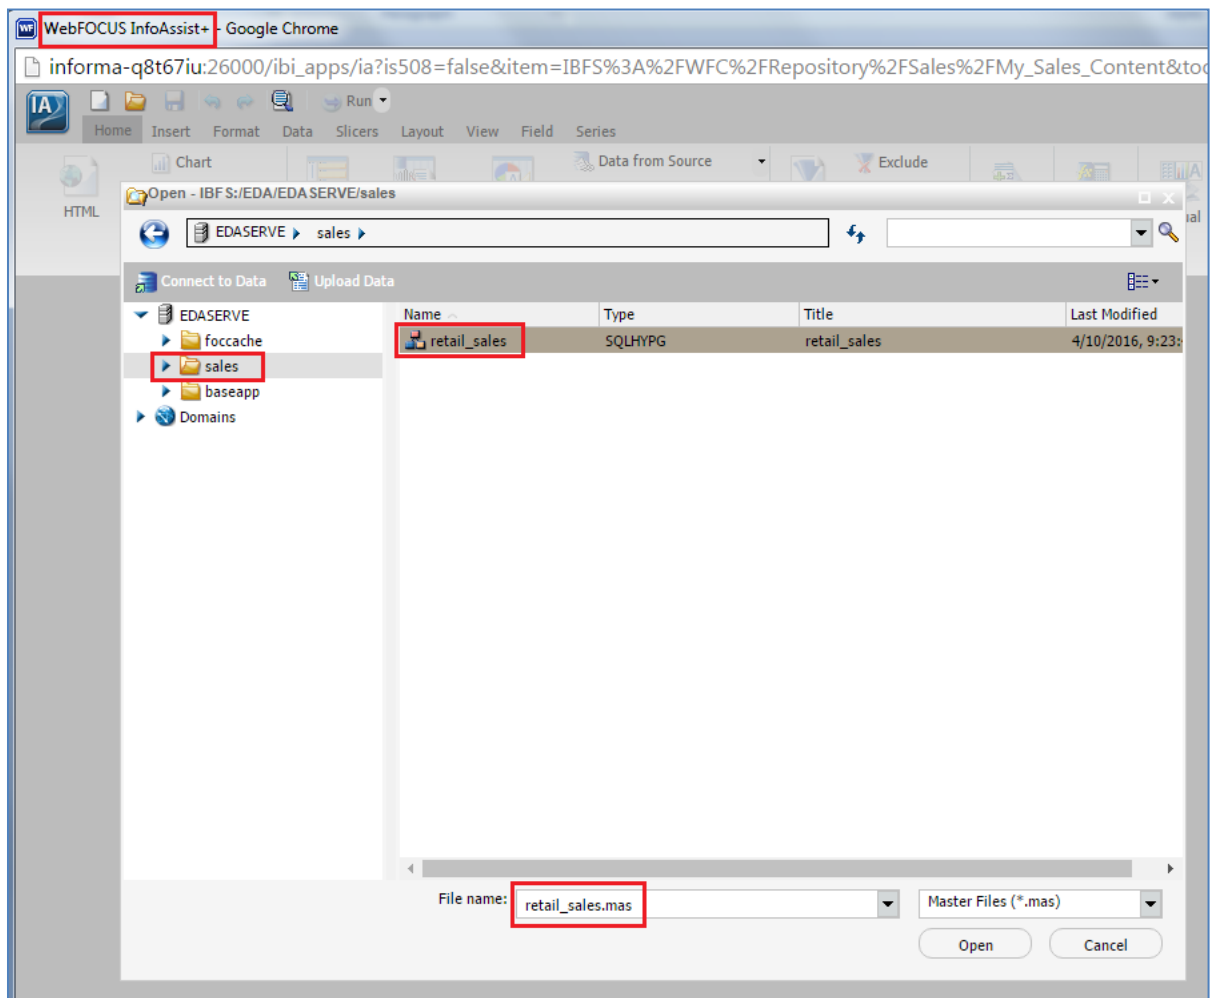 WebFOCUS InfoAssist+ - Google Chrome
informa-q8t67iu:26000/ibi_apps/ia?is508=false&item=IBFS%3A%2FWFC%2FRepository%2FSales%2FMy_Sales_Content&too
IA Run
Home Insert Format Data Slicers Layout View Field Series
Chart Data from Source Exclude
HTML
Open - IBFS:/EDA/EDASERVE/sales
EDASERVE sales
Connect to Data Upload Data
EDASERVE Name Type Title Last Modified
foccache retail_sales SQLHYPG retail_sales 4/10/2016, 9:23:
sales
baseapp
Domains
File name: retail_sales.mas Master Files (*.mas)
Open Cancel